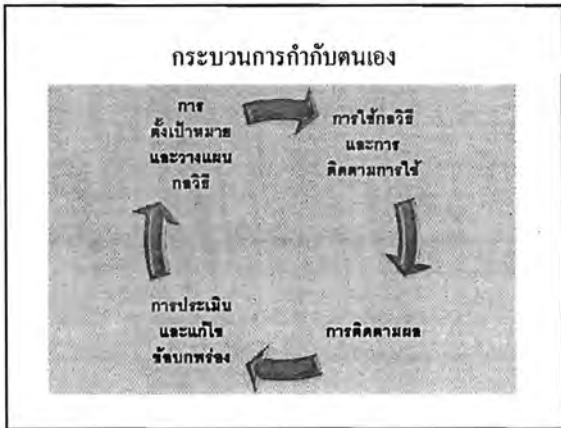 กระบวนการกำกับตนเอง
การ
ตั้งเป้าหมาย
และวางแผน
กลวิธี
การใช้กลวิธี
และการ
ติดตามการใช้
การติดตามผล
การประเมิน
และแก้ไข
ข้อบกพร่อง